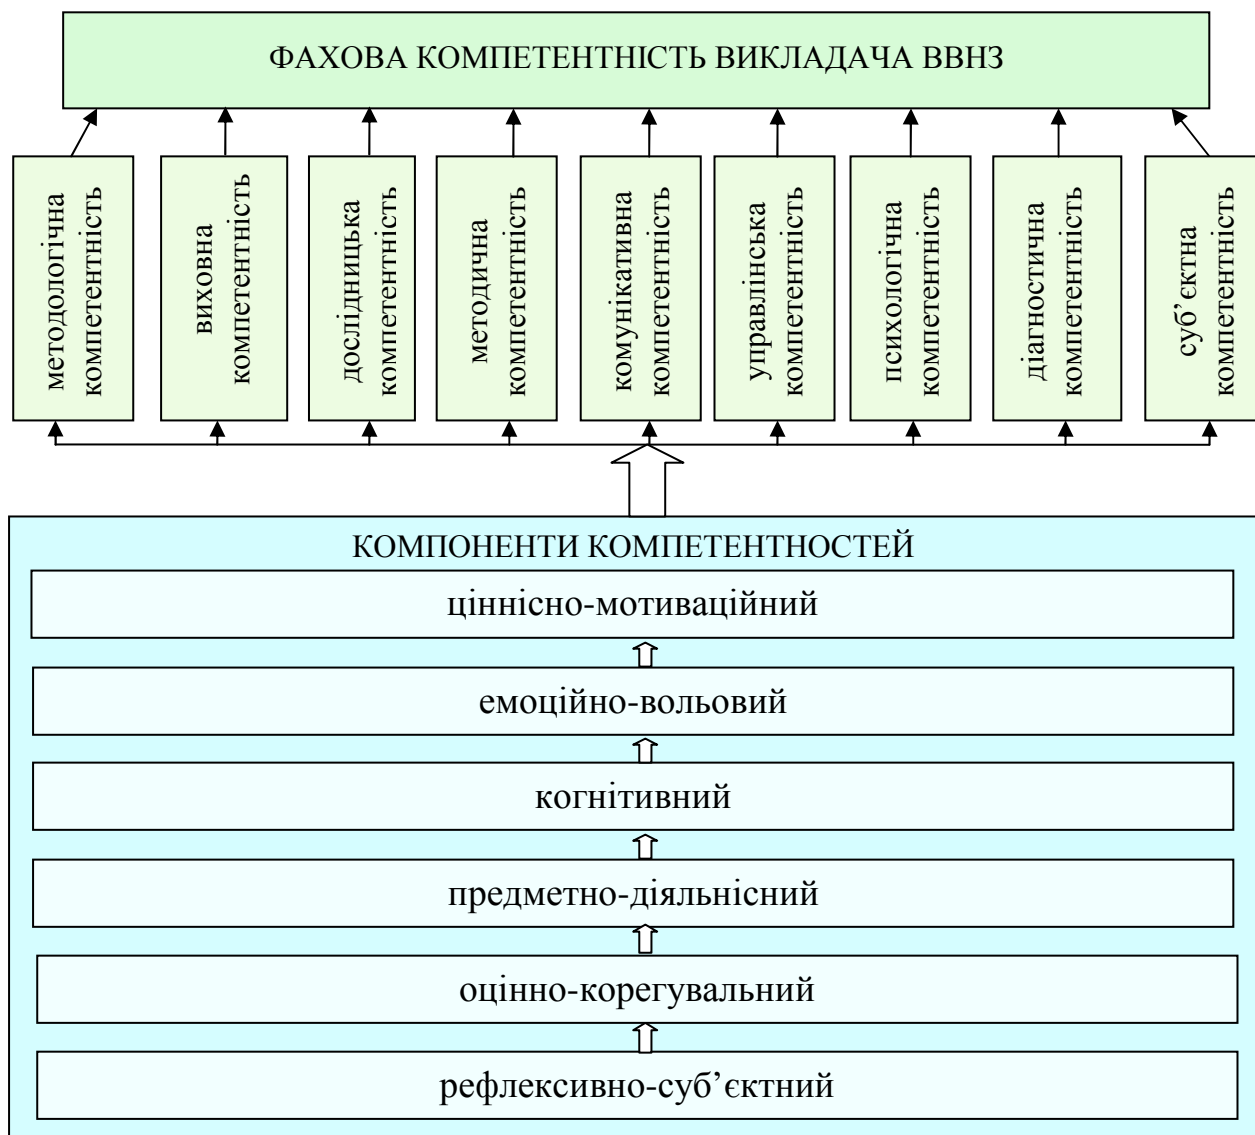 ФАХОВА КОМПЕТЕНТНІСТЬ ВИКЛАДАЧА ВВНЗ
методологічна
компетентність
виховна
компетентність
дослідницька
компетентність
методична
компетентність
комунікативна
компетентність
управлінська
компетентність
психологічна
компетентність
діагностична
компетентність
суб’єктна
компетентність
КОМПОНЕНТИ КОМПЕТЕНТНОСТЕЙ
ціннісно-мотиваційний
емоційно-вольовий
когнітивний
предметно-діяльнісний
оцінно-корегувальний
рефлексивно-суб’єктний